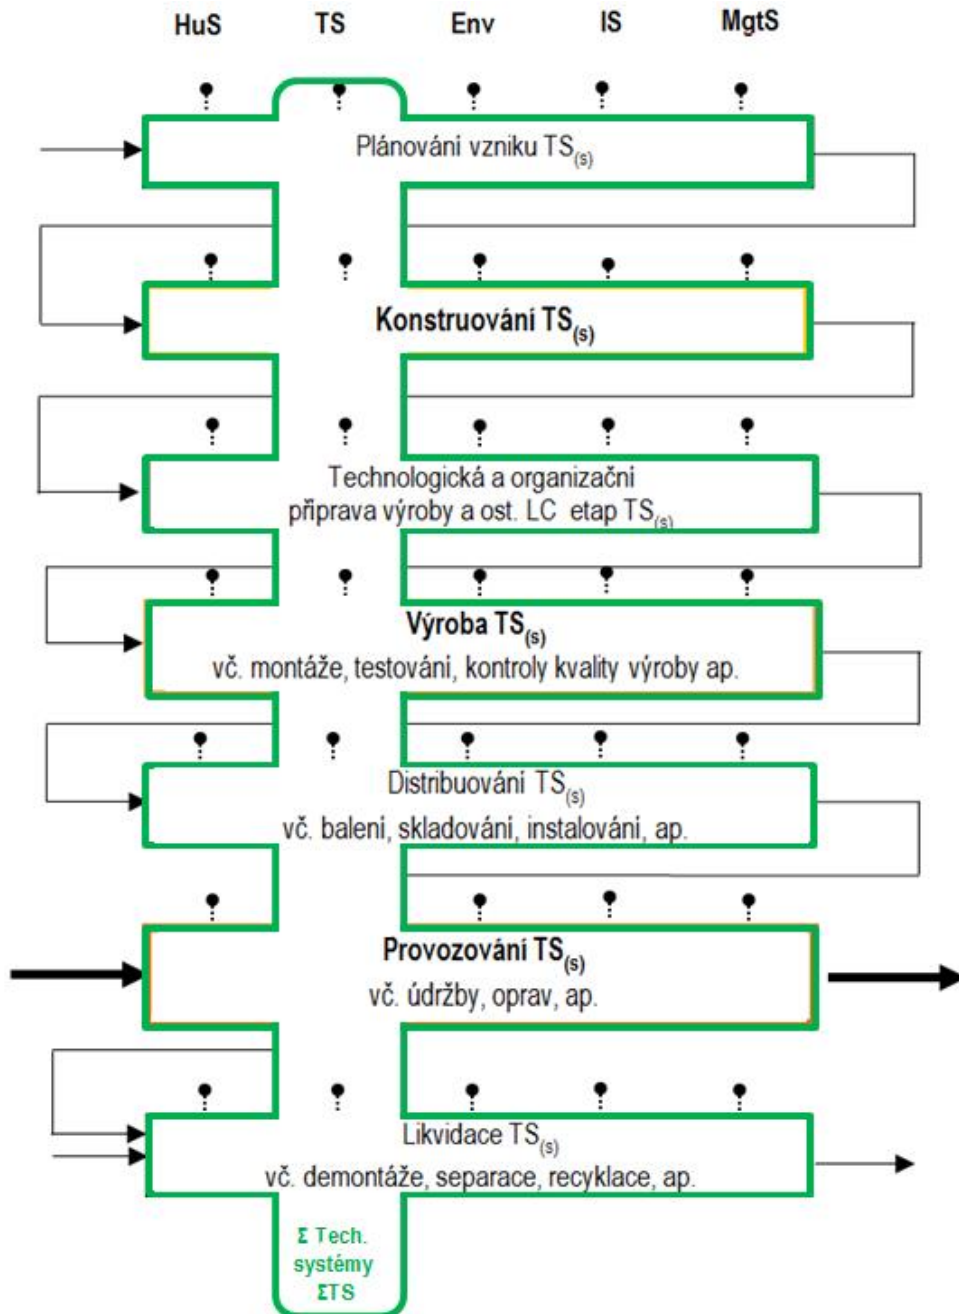 HuS TS Env IS MgtS
Plánování vzniku TS(s)
Konstruování TS(s)
Technologická a organizační
příprava výroby a ost. LC etap TS(s)
Výroba TS(s)
vč. montáže, testování, kontroly kvality výroby ap.
Distribuování TS(s)
vč. balení, skladování, instalování, ap.
Provozování TS(s)
vč. údržby, oprav, ap.
Likvidace TS(s)
vč. demontáže, separace, recyklace, ap.
Σ Tech.
systémy
ΣTS